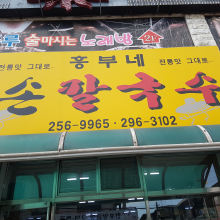 술마시는 노래방
전통맛 그대로.. 흥부네 전통맛 그대로..
손칼국수
256-9965 · 296-3102